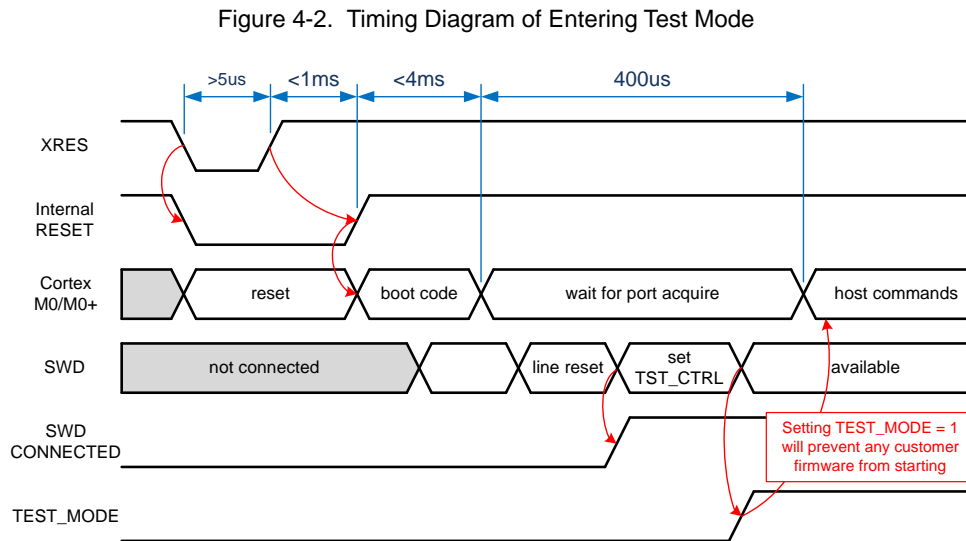 Figure 4-2. Timing Diagram of Entering Test Mode
>5us <1ms <4ms 400us
XRES
Internal
RESET
Cortex
M0/M0+
reset boot code wait for port acquire host commands
SWD
not connected line reset set
TST_CTRL
available
SWD
CONNECTED
Setting TEST_MODE = 1
will prevent any customer
firmware from starting
TEST_MODE